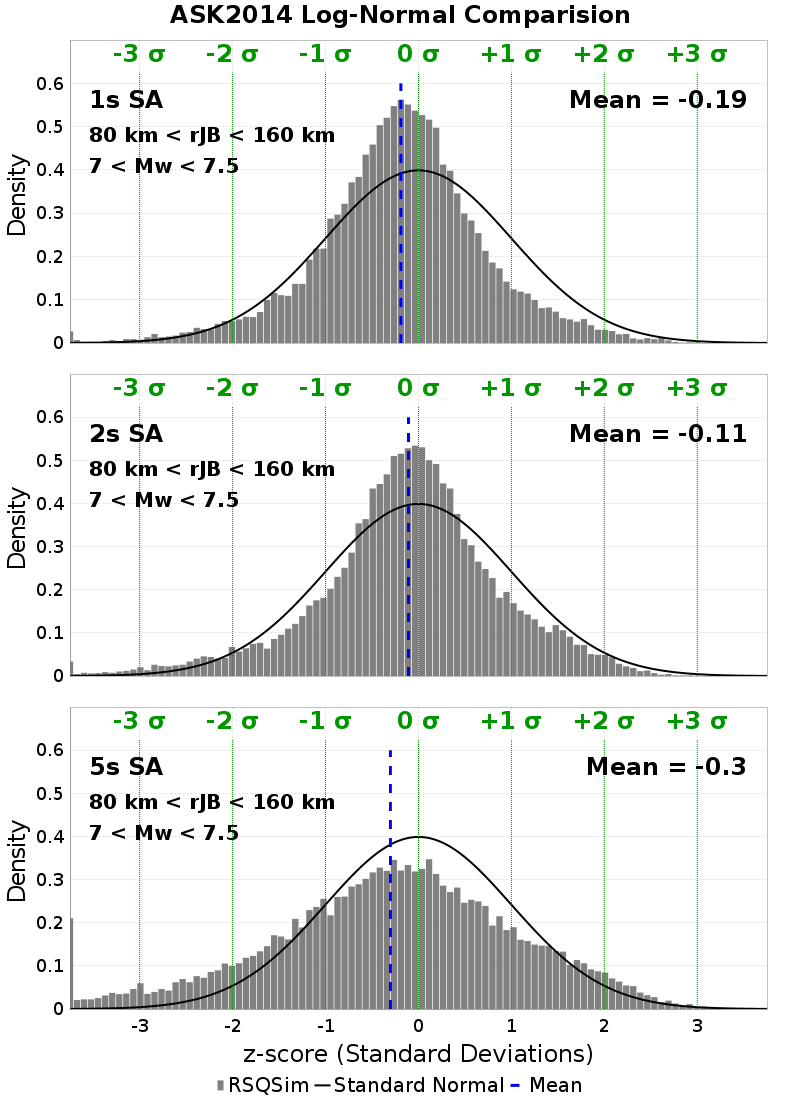 ASK2014 Log-Normal Comparision
-3 σ -2 σ -1 σ 0 σ +1 σ +2 σ +3 σ
0.6
1s SA Mean = -0.19
0.5
80 km < rJB < 160 km
7 < Mw < 7.5
0.4
0.3
0.2
0.1
0
Density
-3 σ -2 σ -1 σ 0 σ +1 σ +2 σ +3 σ
0.6
2s SA Mean = -0.11
0.5
80 km < rJB < 160 km
7 < Mw < 7.5
0.4
0.3
0.2
0.1
0
Density
-3 σ -2 σ -1 σ 0 σ +1 σ +2 σ +3 σ
0.6
5s SA Mean = -0.3
0.5
80 km < rJB < 160 km
7 < Mw < 7.5
0.4
0.3
0.2
0.1
0
Density
-3 -2 -1 0 1 2 3
z-score (Standard Deviations)
RSQSim Standard Normal Mean